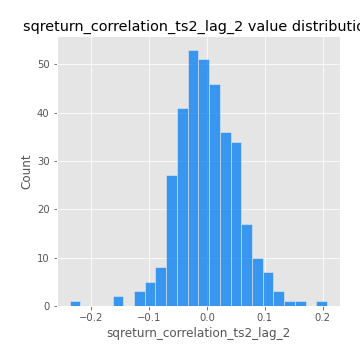 sqreturn_correlation_ts2_lag_2 value distributio
50
40
30
20
10
0
Count
−0.2 −0.1 0.0 0.1 0.2
sqreturn_correlation_ts2_lag_2